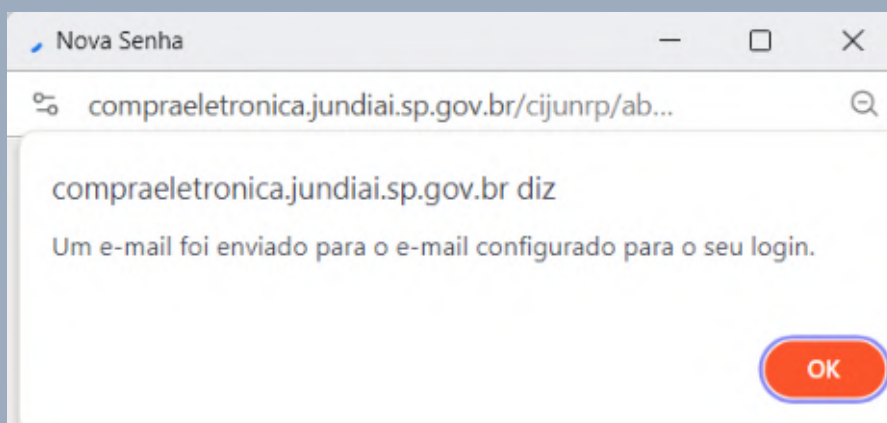 Nova Senha
compraeletronica.jundiai.sp.gov.br/cijunrp/ab...
compraeletronica.jundiai.sp.gov.br diz
Um e-mail foi enviado para o e-mail configurado para o seu login.
OK